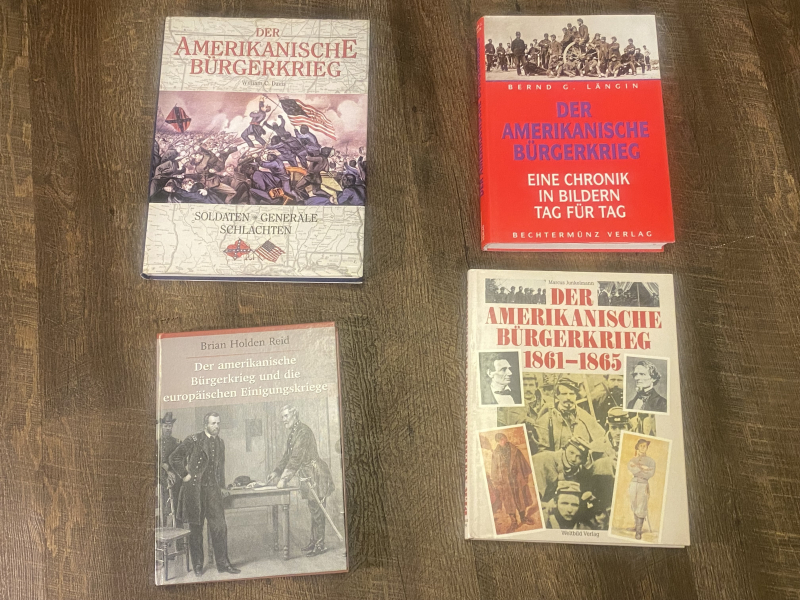 DER
AMERIKANISCHE
BÜRGERKRIEG
William C. Davis
SOLDATEN * GENERÄLE
SCHLACHTEN
BERND G. LÄNGIN
DER
AMERIKANISCHE
BÜRGERKRIEG
EINE CHRONIK
IN BILDERN
TAG FÜR TAG
BECHTERMÜNZ VERLAG
Brian Holden Reid
Der amerikanische
Bürgerkrieg und die
europäischen Einigungskriege
Marcus Junkelmann
DER
AMERIKANISCHE
BÜRGERKRIEG
1861–1865
Weltbild Verlag